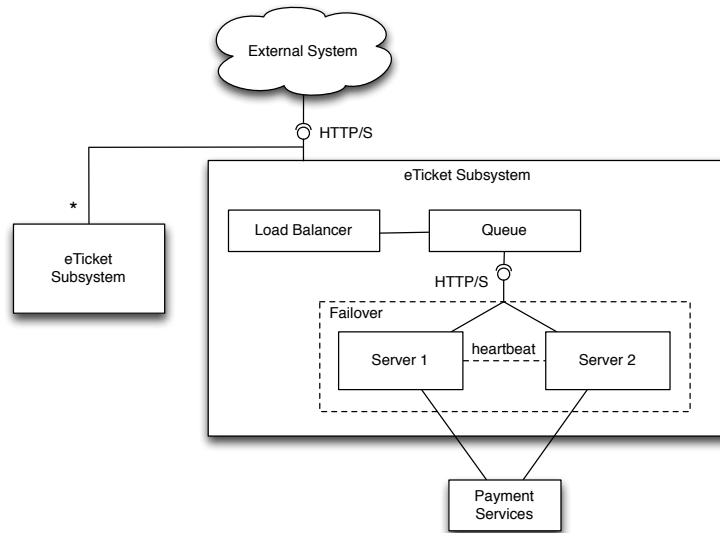 External System
HTTP/S
eTicket Subsystem
*
Load Balancer
Queue
eTicket
Subsystem
HTTP/S
Failover
heartbeat
Server 1
Server 2
Payment
Services